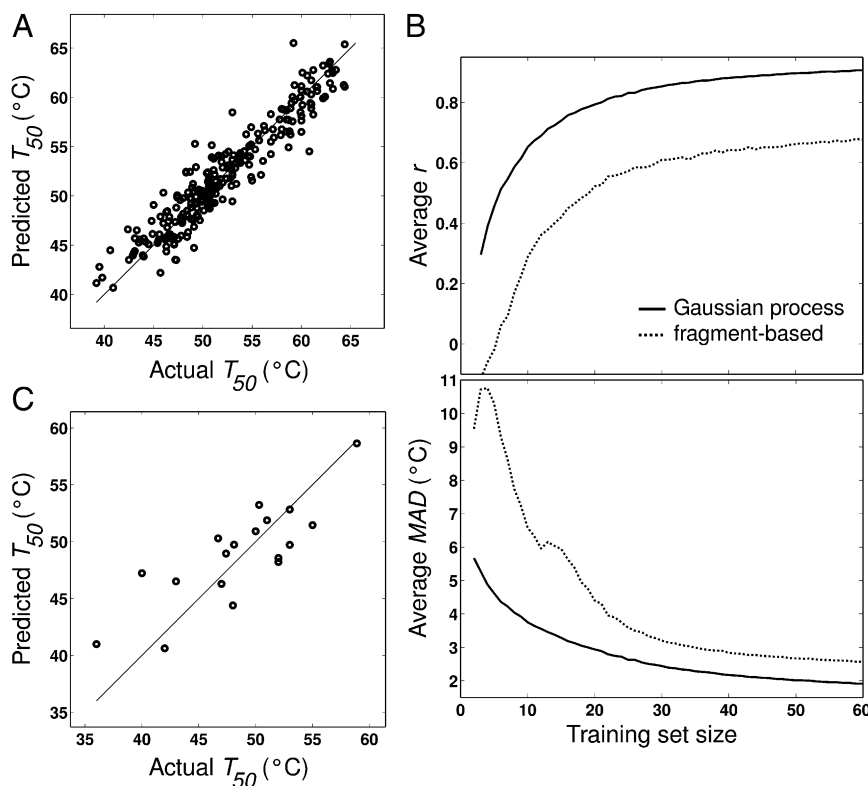 A
Predicted T50 (°C)
65
60
55
50
45
40
40 45 50 55 60 65
Actual T50 (°C)
B
Average r
0.8
0.6
0.4
0.2
0
Gaussian process
fragment-based
Average MAD (°C)
11
10
9
8
7
6
5
4
3
2
0 10 20 30 40 50 60
Training set size
C
Predicted T50 (°C)
60
55
50
45
40
35
35 40 45 50 55 60
Actual T50 (°C)